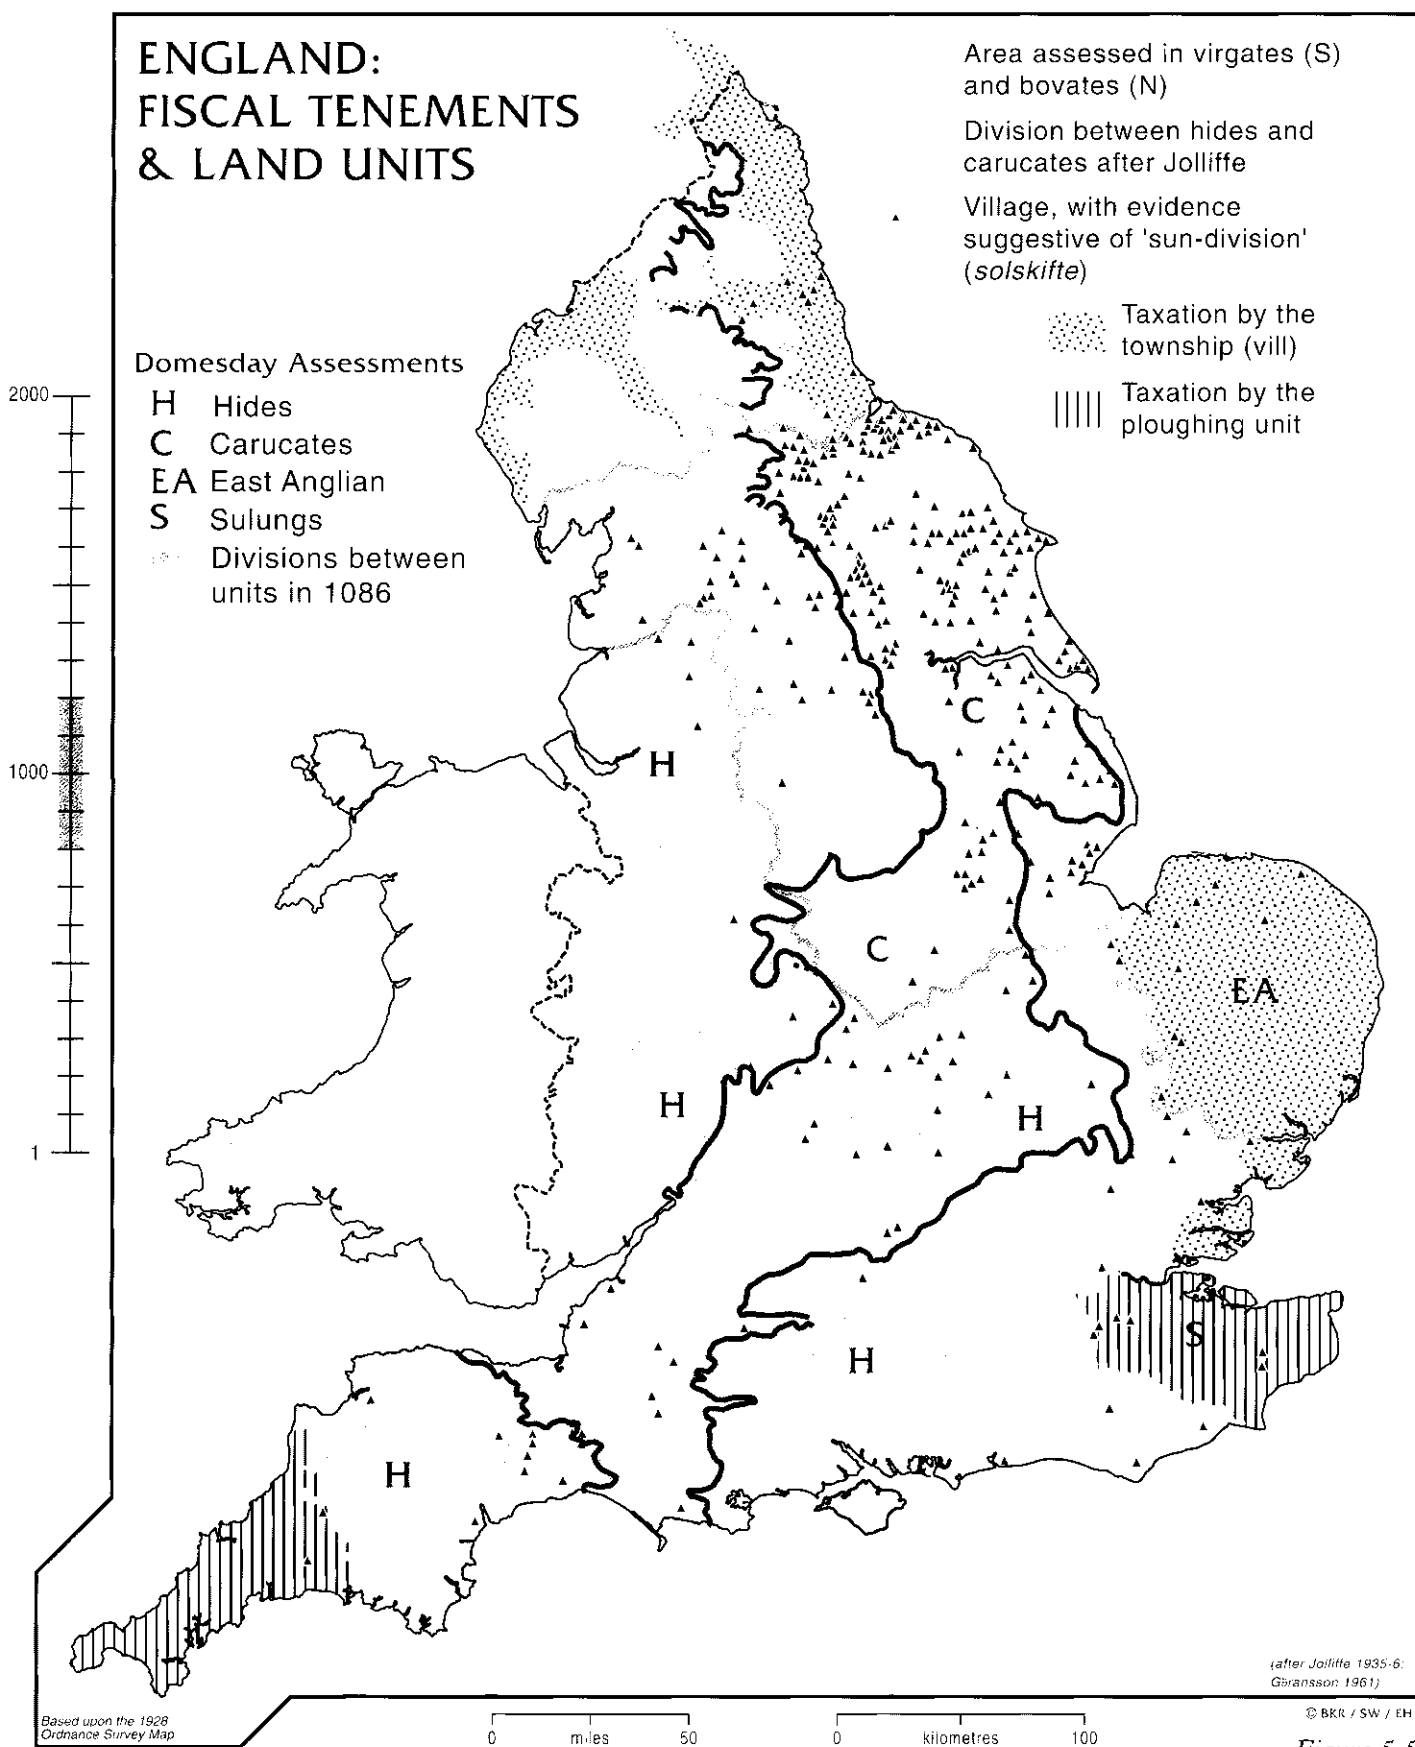 ENGLAND:
FISCAL TENEMENTS
& LAND UNITS
Area assessed in virgates (S)
and bovates (N)
Division between hides and
carucates after Jolliffe
Village, with evidence
suggestive of 'sun-division'
(solskifte)
Taxation by the
township (vill)
Taxation by the
ploughing unit
Domesday Assessments
H Hides
C Carucates
EA East Anglian
S Sulungs
Divisions between
units in 1086
2000
1000
1
C
H
C
EA
H
H
S
H
H
(after Jolliffe 1935-6:
Göransson 1961)
Based upon the 1928
Ordnance Survey Map
0 miles 50
0 kilometres 100
© BKR / SW / EH